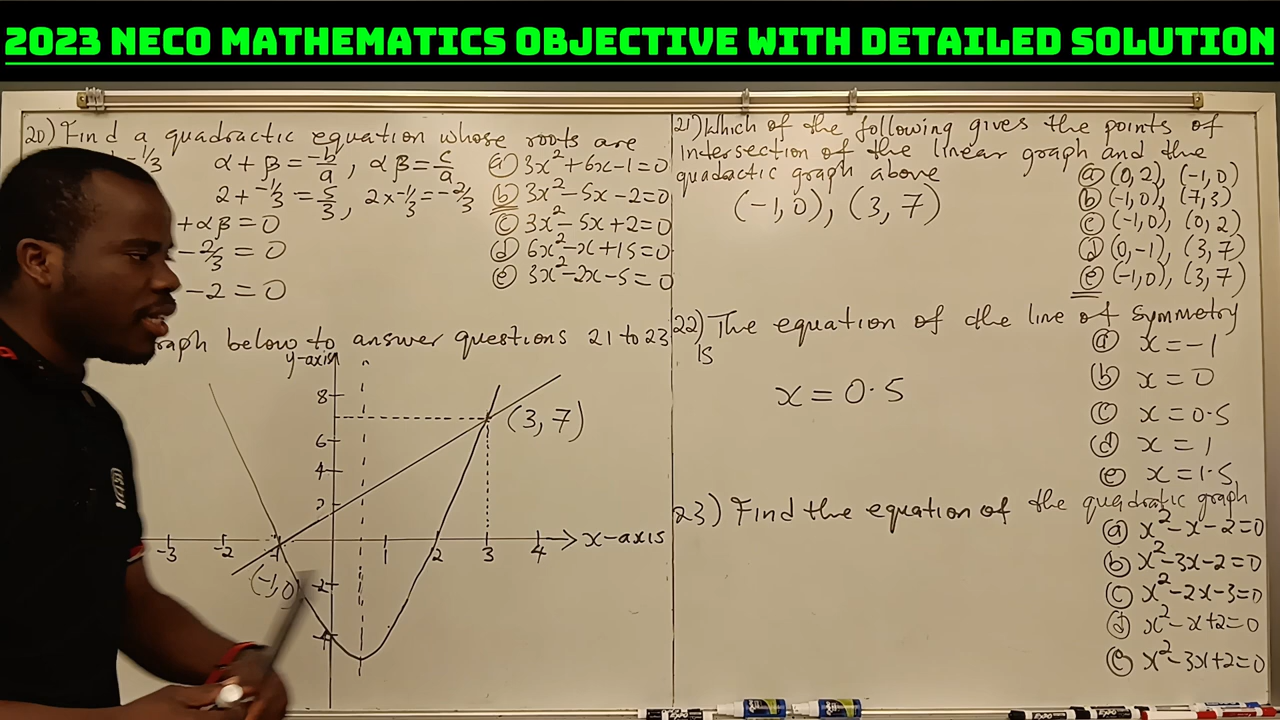 2023 NECO MATHEMATICS OBJECTIVE WITH DETAILED SOLUTION
20) Find a quadractic equation whose roots are
-1/3
α + β = -b/a , αβ = c/a
2 + -1/3 = 5/3 , 2 x -1/3 = -2/3
+ αβ = 0
- 2/3 = 0
- 2 = 0
(a) 3x² + 6x - 1 = 0
(b) 3x² - 5x - 2 = 0
(c) 3x² - 5x + 2 = 0
(d) 6x² - x + 15 = 0
(e) 3x² - 2x - 5 = 0
below to answer questions 21 to 23
y-axis
8
6
4
2
-3 -2 -1 1 2 3 4 x-axis
-2
-4
(3, 7)
(-1, 0)
21) Which of the following gives the points of
Intersection of the linear graph and the
quadractic graph above
(-1, 0), (3, 7)
(a) (0, 2), (-1, 0)
(b) (-1, 0), (7, 3)
(c) (-1, 0), (0, 2)
(d) (0, -1), (3, 7)
(e) (-1, 0), (3, 7)
22) The equation of the line of symmetry
is
x = 0.5
(a) x = -1
(b) x = 0
(c) x = 0.5
(d) x = 1
(e) x = 1.5
23) Find the equation of the quadratic graph
(a) x² - x - 2 = 0
(b) x² - 3x - 2 = 0
(c) x² - 2x - 3 = 0
(d) x² - x + 2 = 0
(e) x² - 3x + 2 = 0